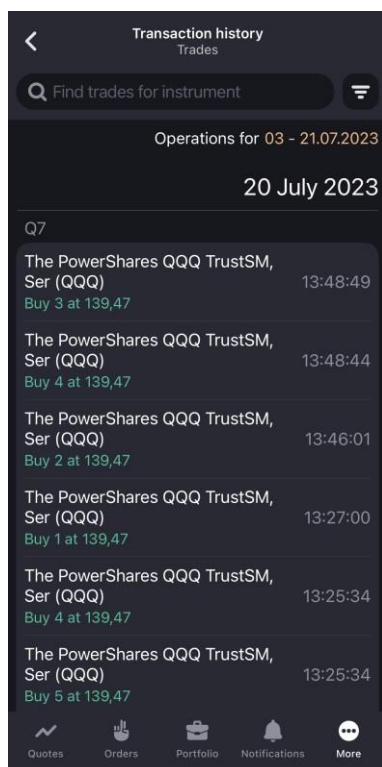 Transaction history
Trades
Find trades for instrument
Operations for 03 - 21.07.2023
20 July 2023
Q7
The PowerShares QQQ TrustSM,
Ser (QQQ)
13:48:49
Buy 3 at 139,47
The PowerShares QQQ TrustSM,
Ser (QQQ)
13:48:44
Buy 4 at 139,47
The PowerShares QQQ TrustSM,
Ser (QQQ)
13:46:01
Buy 2 at 139,47
The PowerShares QQQ TrustSM,
Ser (QQQ)
13:27:00
Buy 1 at 139,47
The PowerShares QQQ TrustSM,
Ser (QQQ)
13:25:34
Buy 4 at 139,47
The PowerShares QQQ TrustSM,
Ser (QQQ)
13:25:34
Buy 5 at 139,47
Quotes Orders Portfolio Notifications More